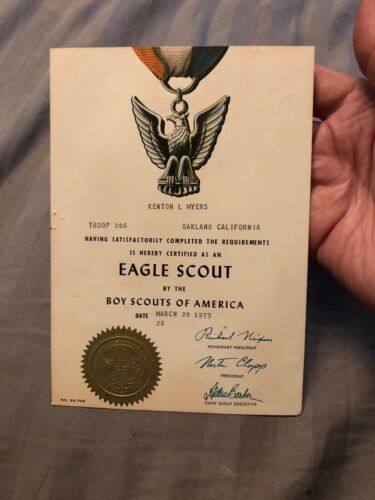 KENTON L MYERS
TROOP 206 OAKLAND CALIFORNIA
HAVING SATISFACTORILY COMPLETED THE REQUIREMENTS
IS HEREBY CERTIFIED AS AN
EAGLE SCOUT
BY THE
BOY SCOUTS OF AMERICA
DATE MARCH 20 1973
28
Richard Nixon
HONORARY PRESIDENT
Norton Clapp
PRESIDENT
Alden Barber
CHIEF SCOUT EXECUTIVE